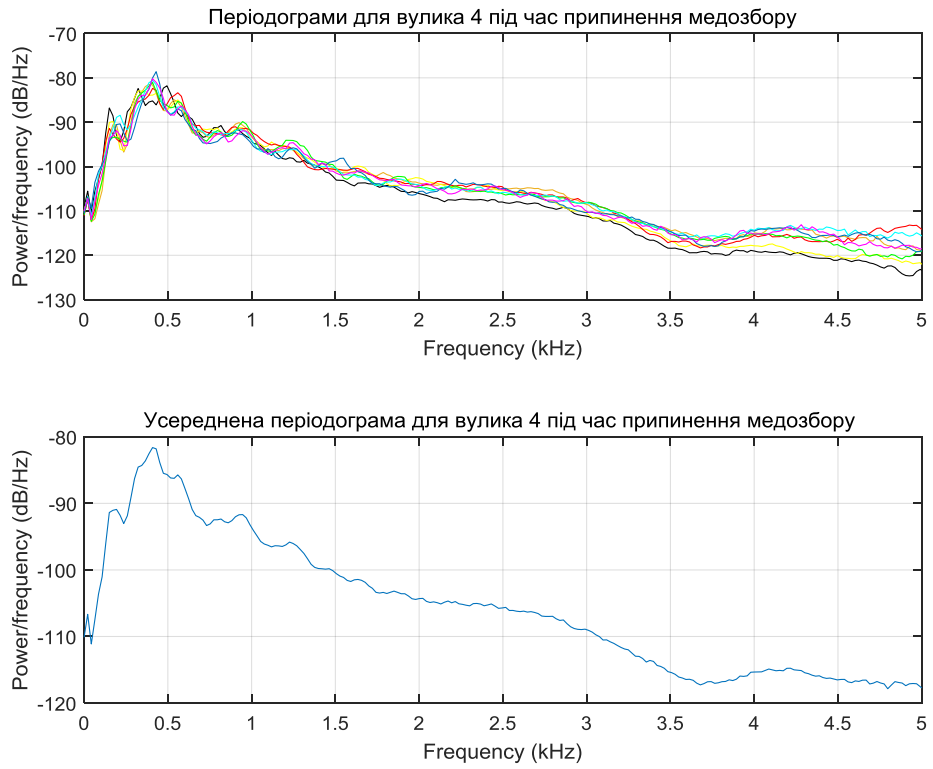 Періодограми для вулика 4 під час припинення медозбору
Power/frequency (dB/Hz)
-70
-80
-90
-100
-110
-120
-130
0 0.5 1 1.5 2 2.5 3 3.5 4 4.5 5
Frequency (kHz)
Усереднена періодограма для вулика 4 під час припинення медозбору
Power/frequency (dB/Hz)
-80
-90
-100
-110
-120
0 0.5 1 1.5 2 2.5 3 3.5 4 4.5 5
Frequency (kHz)